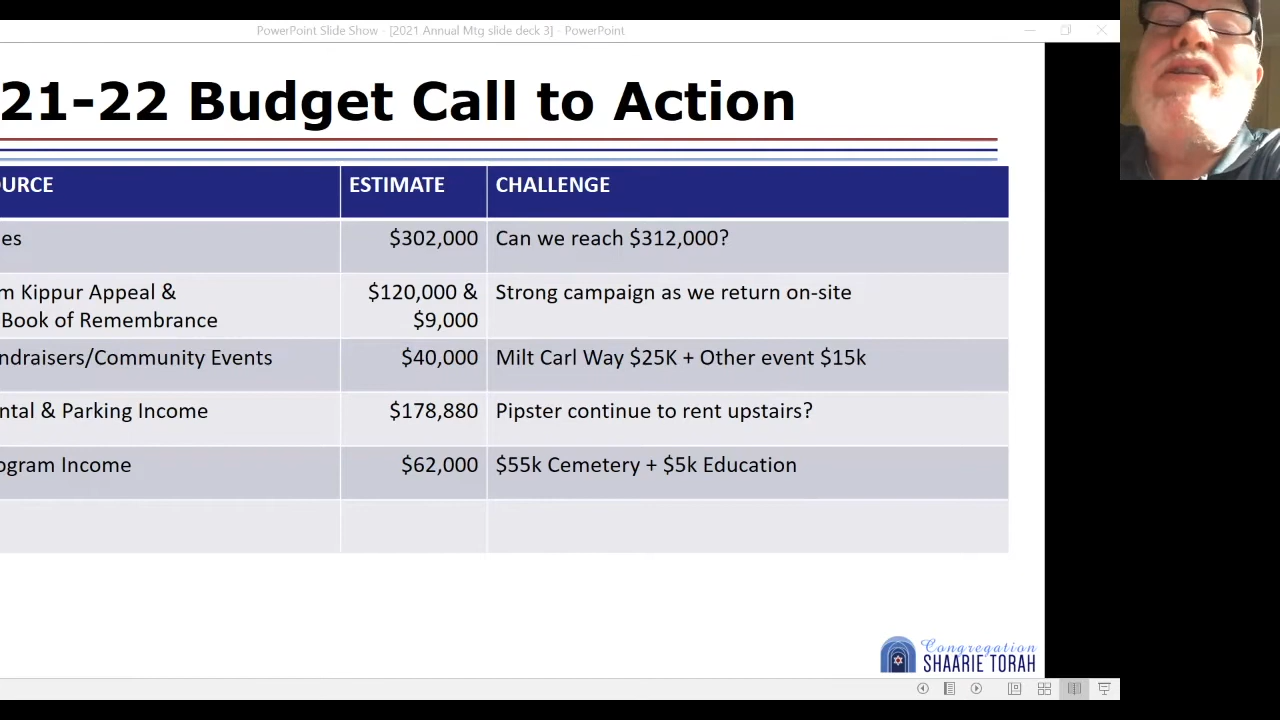 PowerPoint Slide Show - [2021 Annual Mtg slide deck 3] - PowerPoint
21-22 Budget Call to Action
OURCE ESTIMATE CHALLENGE
es $302,000 Can we reach $312,000?
m Kippur Appeal & $120,000 & Strong campaign as we return on-site
Book of Remembrance $9,000
ndraisers/Community Events $40,000 Milt Carl Way $25K + Other event $15k
ntal & Parking Income $178,880 Pipster continue to rent upstairs?
ogram Income $62,000 $55k Cemetery + $5k Education
Congregation
SHAARIE TORAH